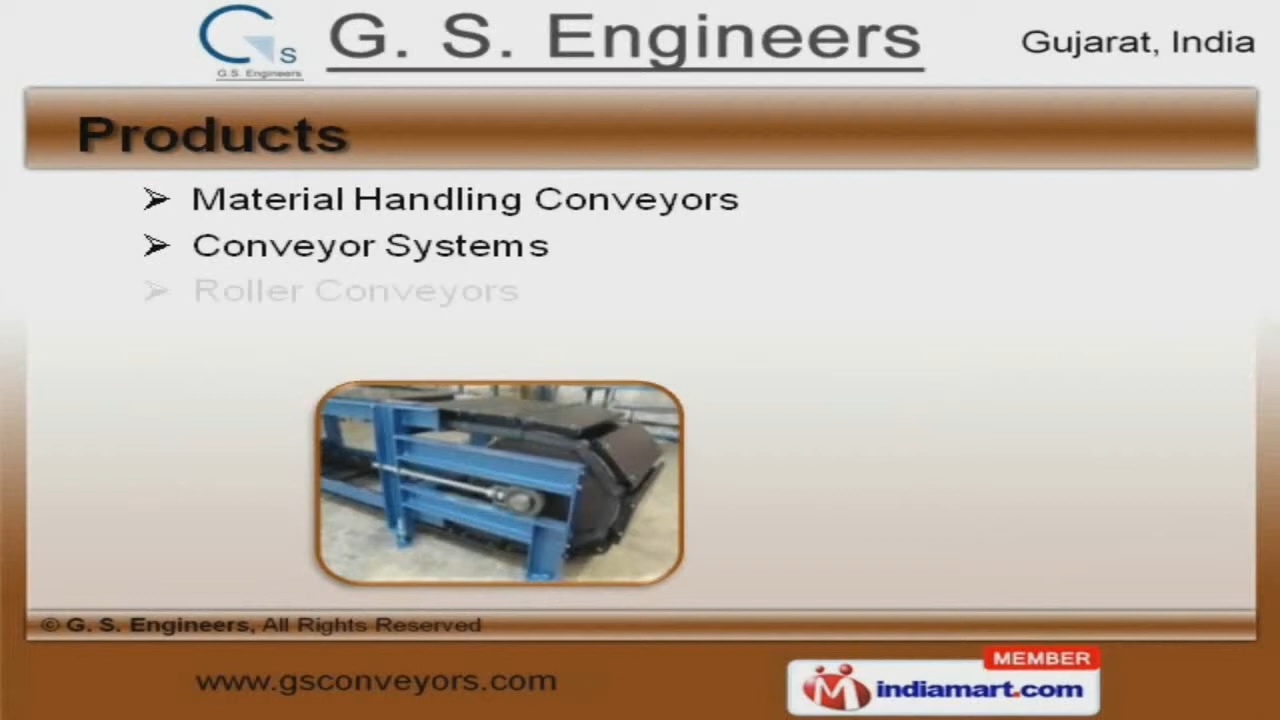 G. S. Engineers
Gujarat, India
S
G.S. Engineers
Products
Material Handling Conveyors
Conveyor Systems
Roller Conveyors
© G. S. Engineers, All Rights Reserved
www.gsconveyors.com
MEMBER
indiamart.com